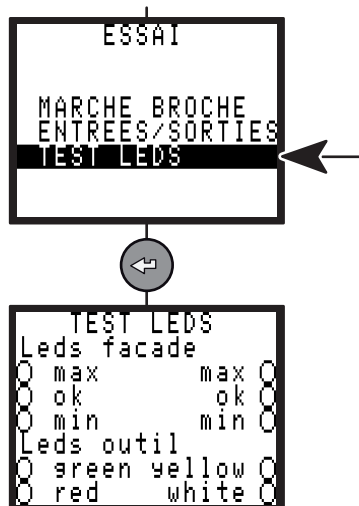 ESSAI
MARCHE BROCHE
ENTREES/SORTIES
TEST LEDS
TEST LEDS
Leds facade
max max
ok ok
min min
Leds outil
green yellow
red white